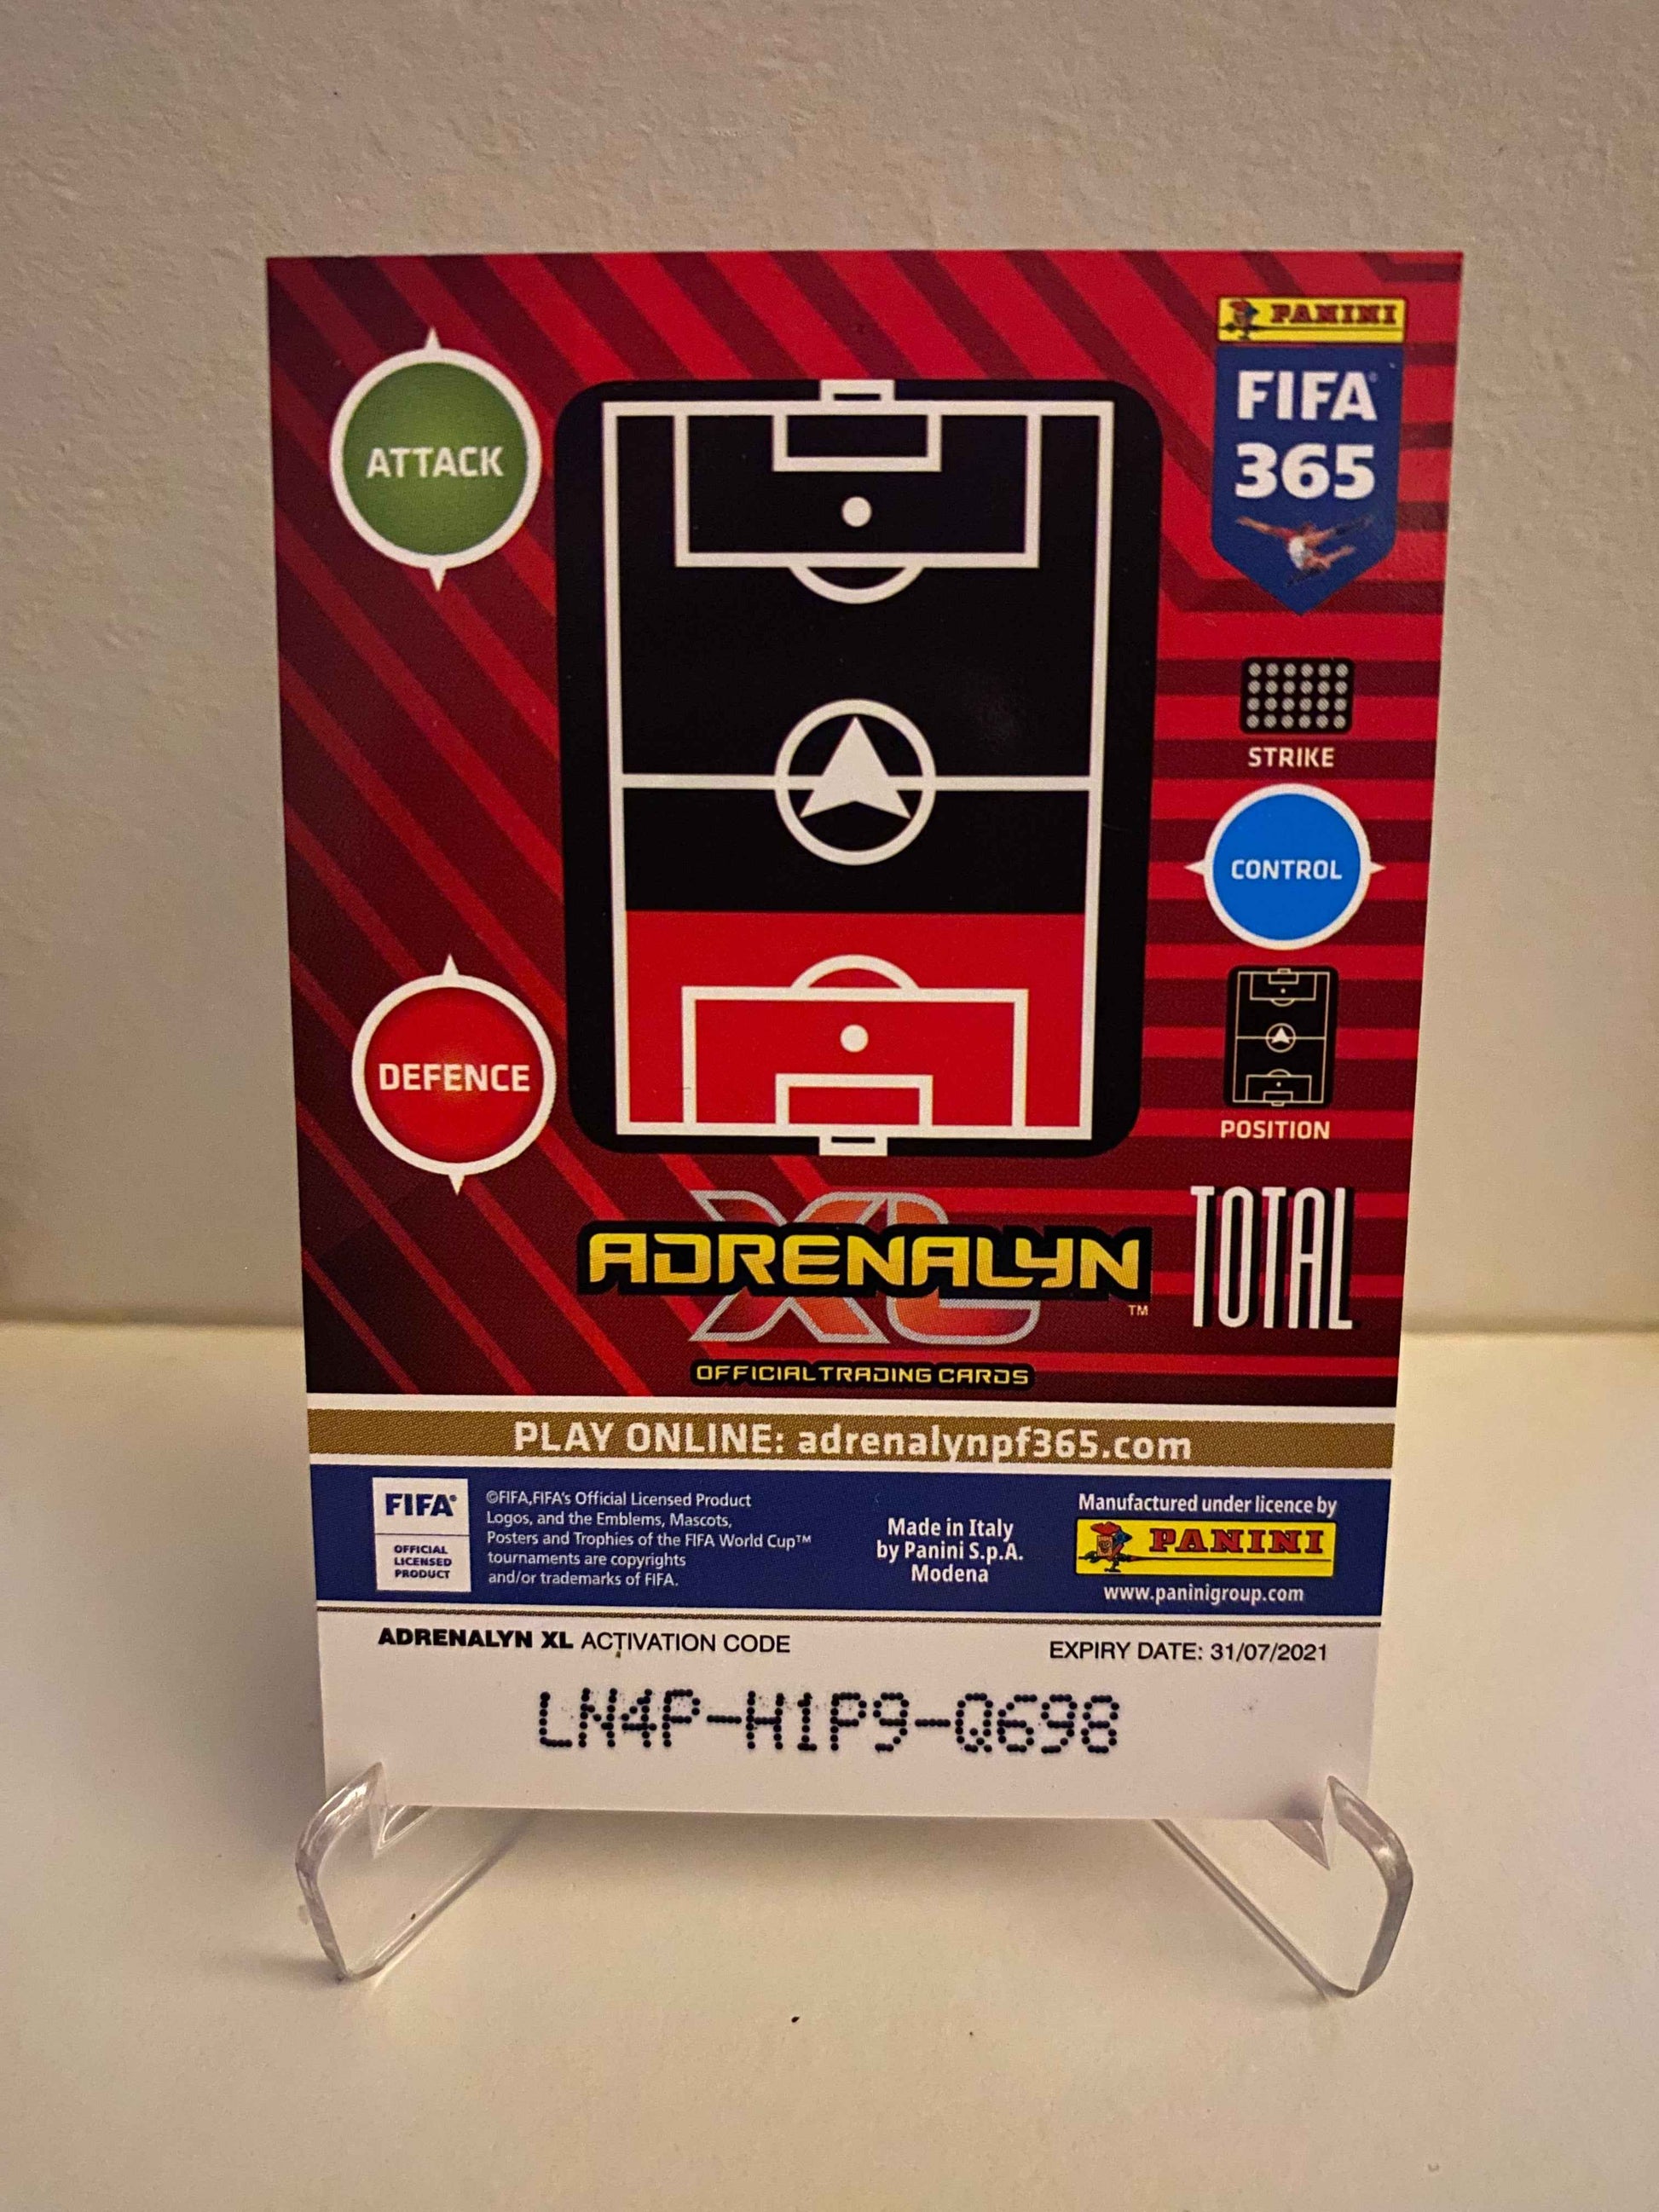 PANINI
FIFA
365
ATTACK
STRIKE
CONTROL
DEFENCE
POSITION
ADRENALYN
XL
™
TOTAL
OFFICIAL TRADING CARDS
PLAY ONLINE: adrenalynpf365.com
FIFA®
OFFICIAL
LICENSED
PRODUCT
©FIFA,FIFA's Official Licensed Product
Logos, and the Emblems, Mascots,
Posters and Trophies of the FIFA World Cup™
tournaments are copyrights
and/or trademarks of FIFA.
Made in Italy
by Panini S.p.A.
Modena
Manufactured under licence by
PANINI
www.paninigroup.com
ADRENALYN XL ACTIVATION CODE
EXPIRY DATE: 31/07/2021
LN4P-H1P9-Q698